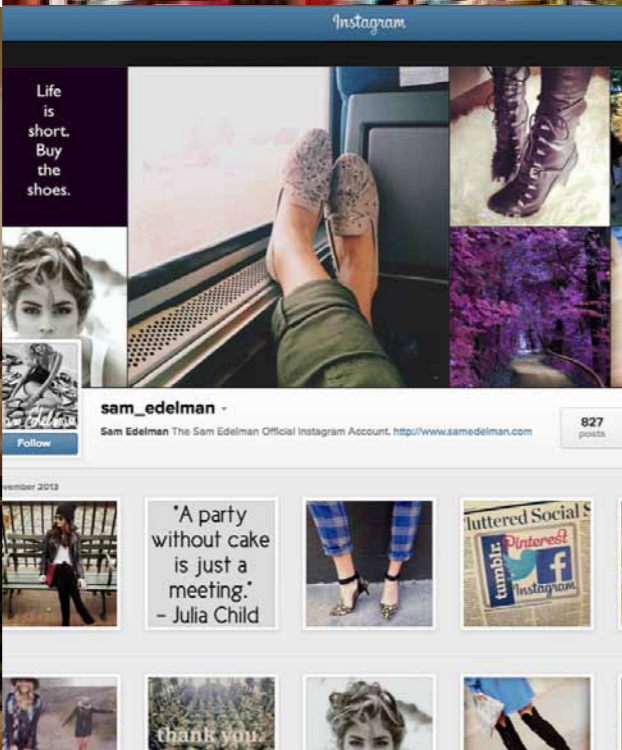 Instagram
Life
is
short.
Buy
the
shoes.
sam_edelman
Sam Edelman The Sam Edelman Official Instagram Account. http://www.samedelman.com
827
posts
Follow
vember 2013
"A party
without cake
is just a
meeting."
– Julia Child
luttered Social S
tumblr.
Pinterest
f
Instagram
thank you.